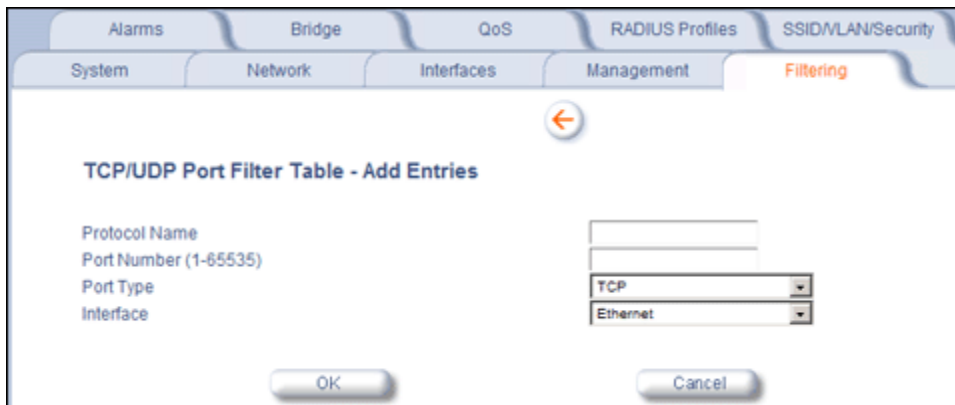 Alarms Bridge QoS RADIUS Profiles SSID/VLAN/Security
System Network Interfaces Management Filtering
TCP/UDP Port Filter Table - Add Entries
Protocol Name
Port Number (1-65535)
Port Type TCP
Interface Ethernet
OK Cancel